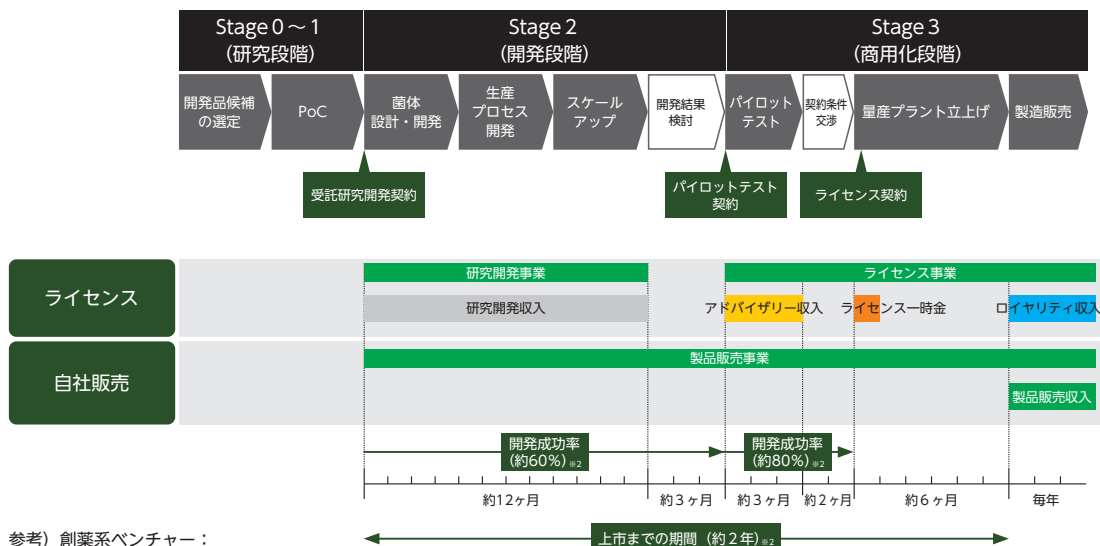 Stage 0～1
(研究段階)
Stage 2
(開発段階)
Stage 3
(商用化段階)
開発品候補
の選定
PoC
菌体
設計・開発
生産
プロセス
開発
スケール
アップ
開発結果
検討
パイロット
テスト
契約条件
交渉
量産プラント立上げ
製造販売
受託研究開発契約
パイロットテスト
契約
ライセンス契約
ライセンス
研究開発事業
ライセンス事業
研究開発収入
アドバイザリー収入
ライセンス一時金
ロイヤリティ収入
自社販売
製品販売事業
製品販売収入
開発成功率
(約60%)※2
開発成功率
(約80%)※2
約12ヶ月
約3ヶ月
約3ヶ月
約2ヶ月
約6ヶ月
毎年
参考）創薬系ベンチャー：
上市までの期間（約2年）※2